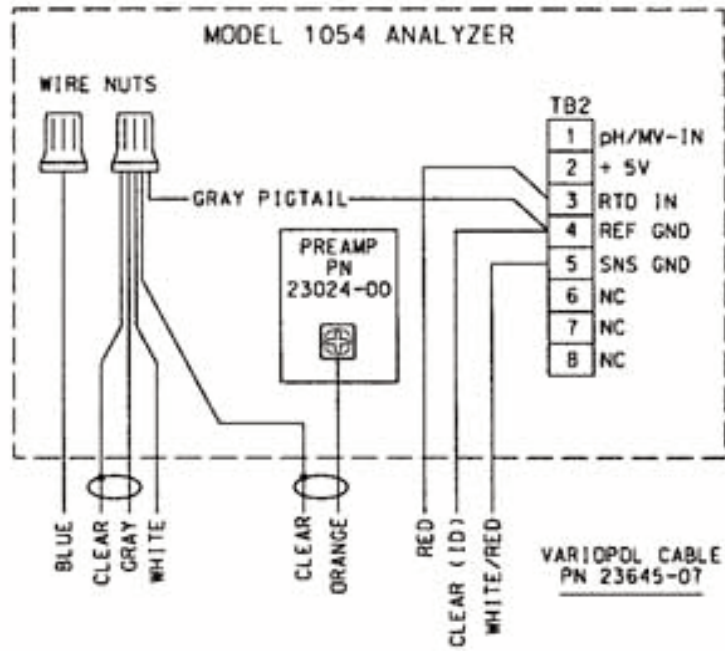 MODEL 1054 ANALYZER
WIRE NUTS
TB2
1 pH/MV-IN
2 + 5V
3 RTD IN
4 REF GND
5 SNS GND
6 NC
7 NC
8 NC
GRAY PIGTAIL
PREAMP
PN
23024-00
BLUE
CLEAR
GRAY
WHITE
CLEAR
ORANGE
RED
CLEAR (ID)
WHITE/RED
VARIOPOL CABLE
PN 23645-07